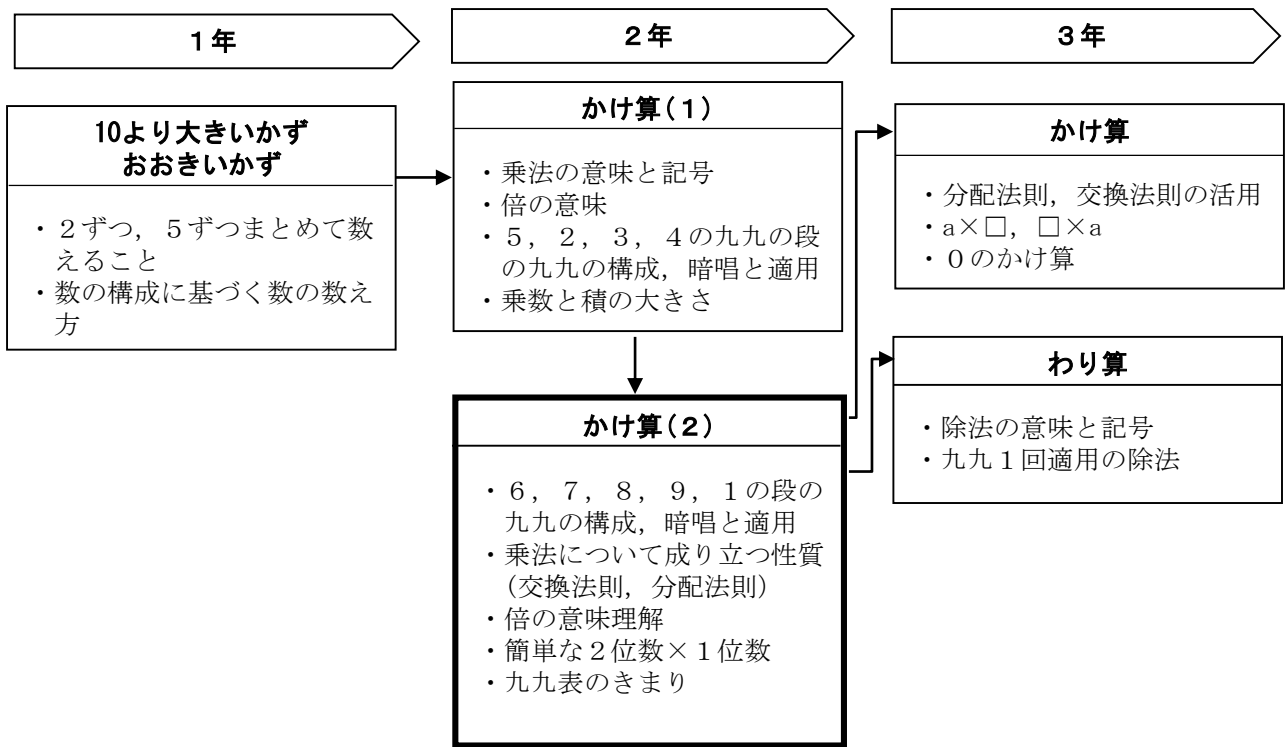 １年
２年
３年
10より大きいかず
おおきいかず
・２ずつ，５ずつまとめて数
えること
・数の構成に基づく数の数え
方
かけ算(１)
・乗法の意味と記号
・倍の意味
・５，２，３，４の九九の段
の九九の構成，暗唱と適用
・乗数と積の大きさ
かけ算(２)
・６，７，８，９，１の段の
九九の構成，暗唱と適用
・乗法について成り立つ性質
(交換法則，分配法則)
・倍の意味理解
・簡単な２位数×１位数
・九九表のきまり
かけ算
・分配法則，交換法則の活用
・a×□，□×a
・０のかけ算
わり算
・除法の意味と記号
・九九１回適用の除法